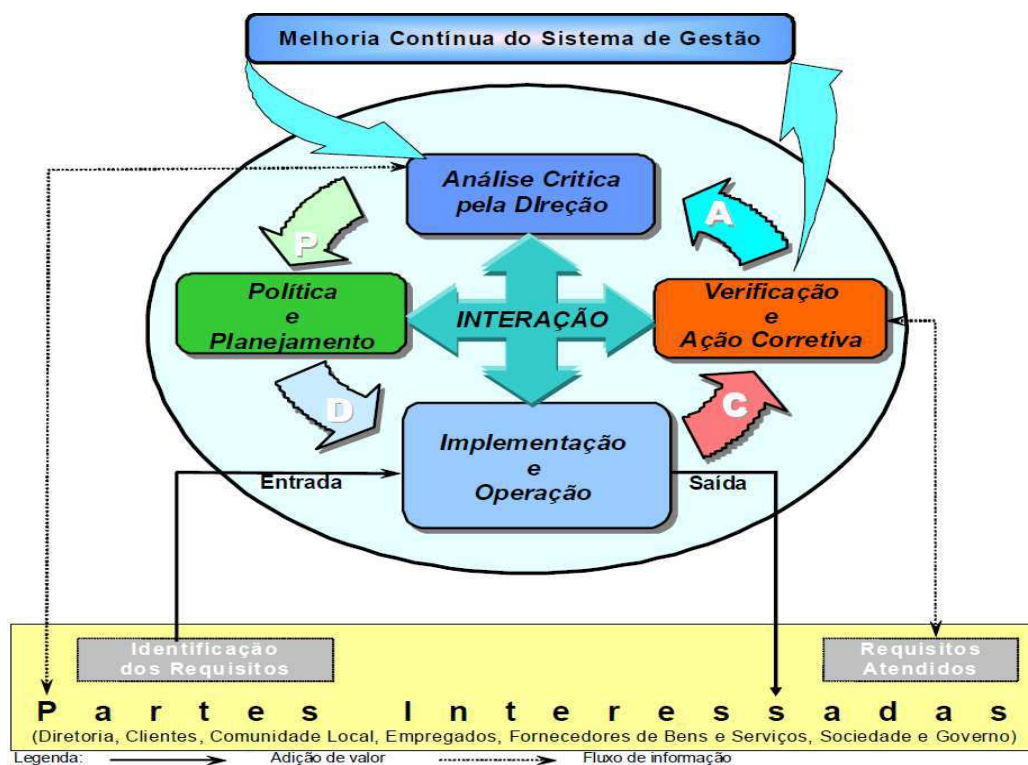 Melhoria Contínua do Sistema de Gestão
Análise Critica
pela DIreção
A
P
Política
e
Planejamento
INTERAÇÃO
Verificação
e
Ação Corretiva
D
C
Implementação
e
Operação
Entrada
Saída
Identificação
dos Requisitos
Requisitos
Atendidos
Partes Interessadas
(Diretoria, Clientes, Comunidade Local, Empregados, Fornecedores de Bens e Serviços, Sociedade e Governo)
Legenda: Adição de valor Fluxo de informação